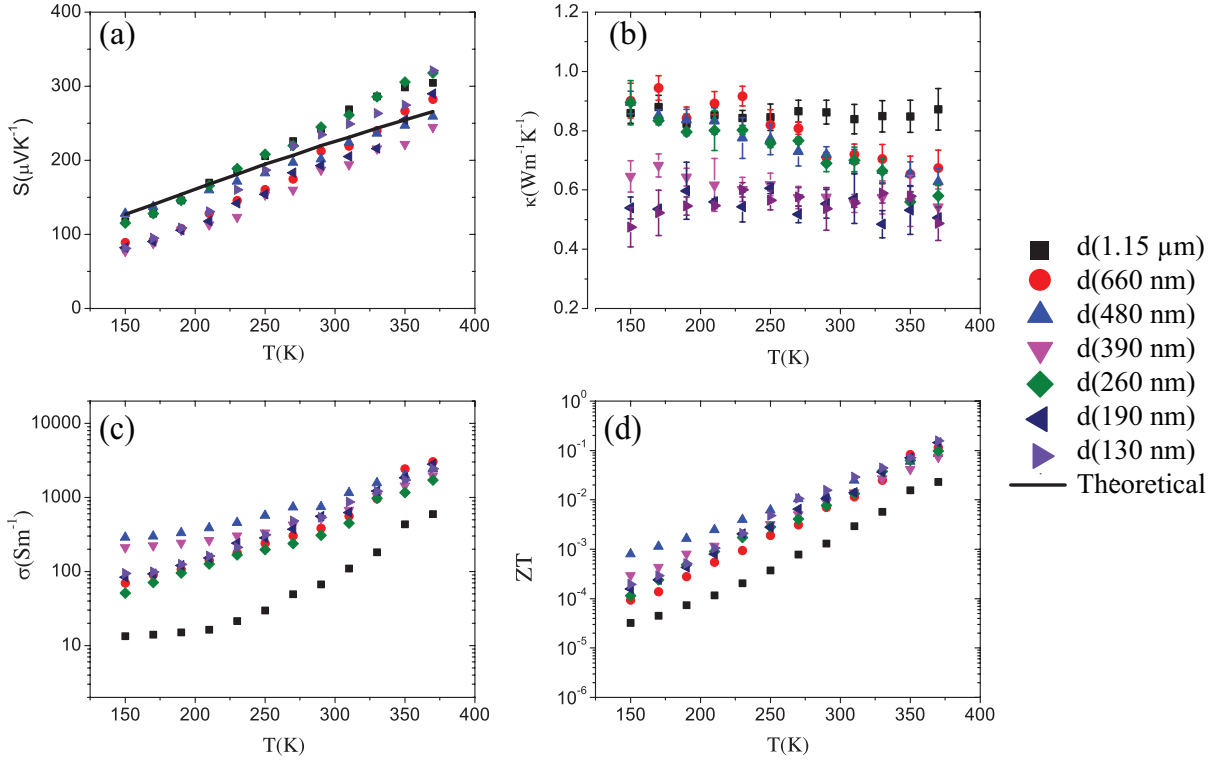 (a)
400
300
200
100
0
S(μVK⁻¹)
150 200 250 300 350 400
T(K)
(b)
1.2
1.0
0.8
0.6
0.4
0.2
κ(Wm⁻¹K⁻¹)
150 200 250 300 350 400
T(K)
(c)
10000
1000
100
10
σ(Sm⁻¹)
150 200 250 300 350 400
T(K)
(d)
10⁰
10⁻¹
10⁻²
10⁻³
10⁻⁴
10⁻⁵
10⁻⁶
ZT
150 200 250 300 350 400
T(K)
d(1.15 μm)
d(660 nm)
d(480 nm)
d(390 nm)
d(260 nm)
d(190 nm)
d(130 nm)
Theoretical